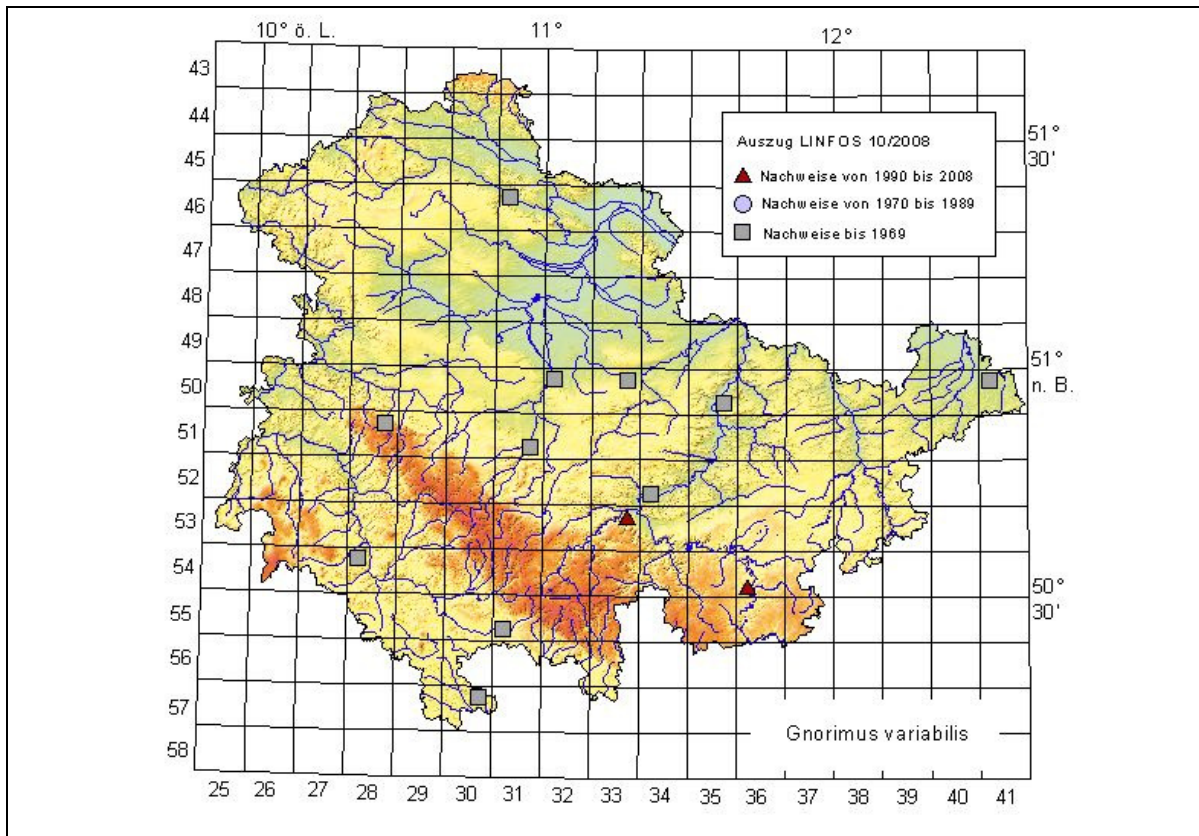 10° ö. L.
11°
12°
43
44
45
46
47
48
49
50
51
52
53
54
55
56
57
58
51°
30'
51°
n. B.
50°
30'
Auszug LINFOS 10/2008
Nachweise von 1990 bis 2008
Nachweise von 1970 bis 1989
Nachweise bis 1969
Gnorimus variabilis
25 26 27 28 29 30 31 32 33 34 35 36 37 38 39 40 41